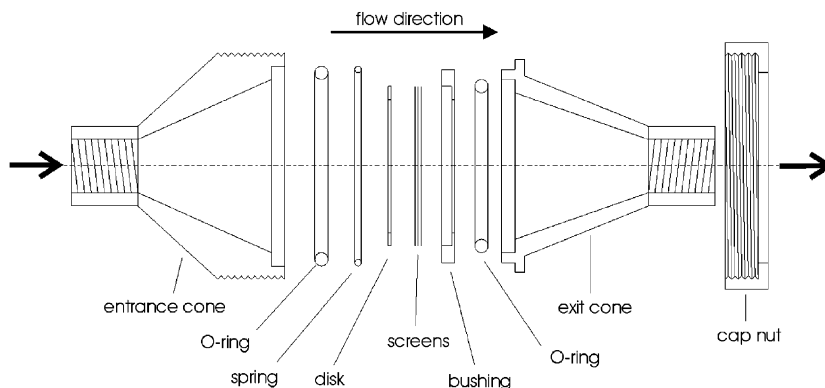 flow direction
entrance cone
O-ring
spring
disk
screens
bushing
O-ring
exit cone
cap nut